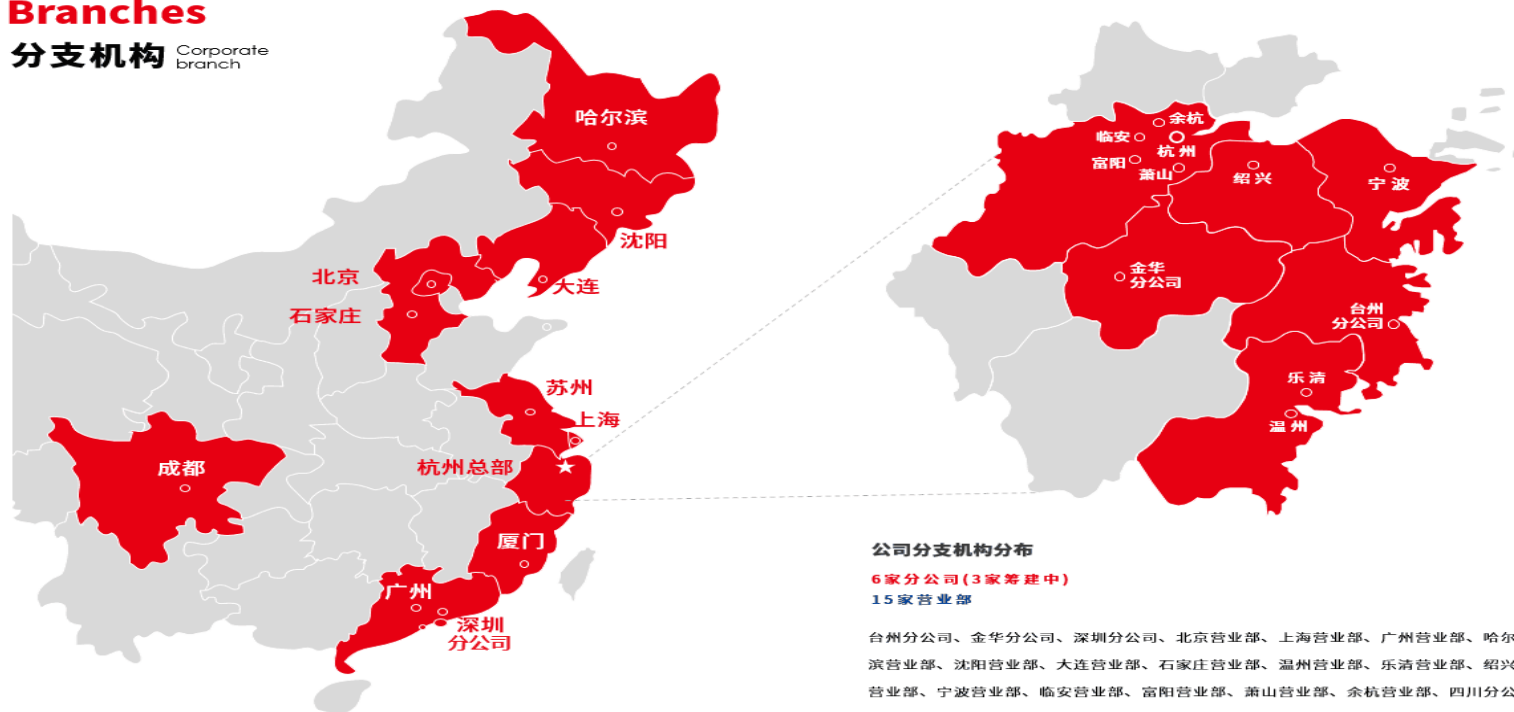 Branches
分支机构
Corporate
branch
哈尔滨
沈阳
大连
北京
石家庄
苏州
上海
杭州总部
成都
厦门
广州
深圳
分公司
余杭
临安
杭州
富阳
萧山
绍兴
宁波
金华
分公司
台州
分公司
乐清
温州
公司分支机构分布
6家分公司(3家筹建中)
15家营业部
台州分公司、金华分公司、深圳分公司、北京营业部、上海营业部、广州营业部、哈尔
滨营业部、沈阳营业部、大连营业部、石家庄营业部、温州营业部、乐清营业部、绍兴
营业部、宁波营业部、临安营业部、富阳营业部、萧山营业部、余杭营业部、四川分公